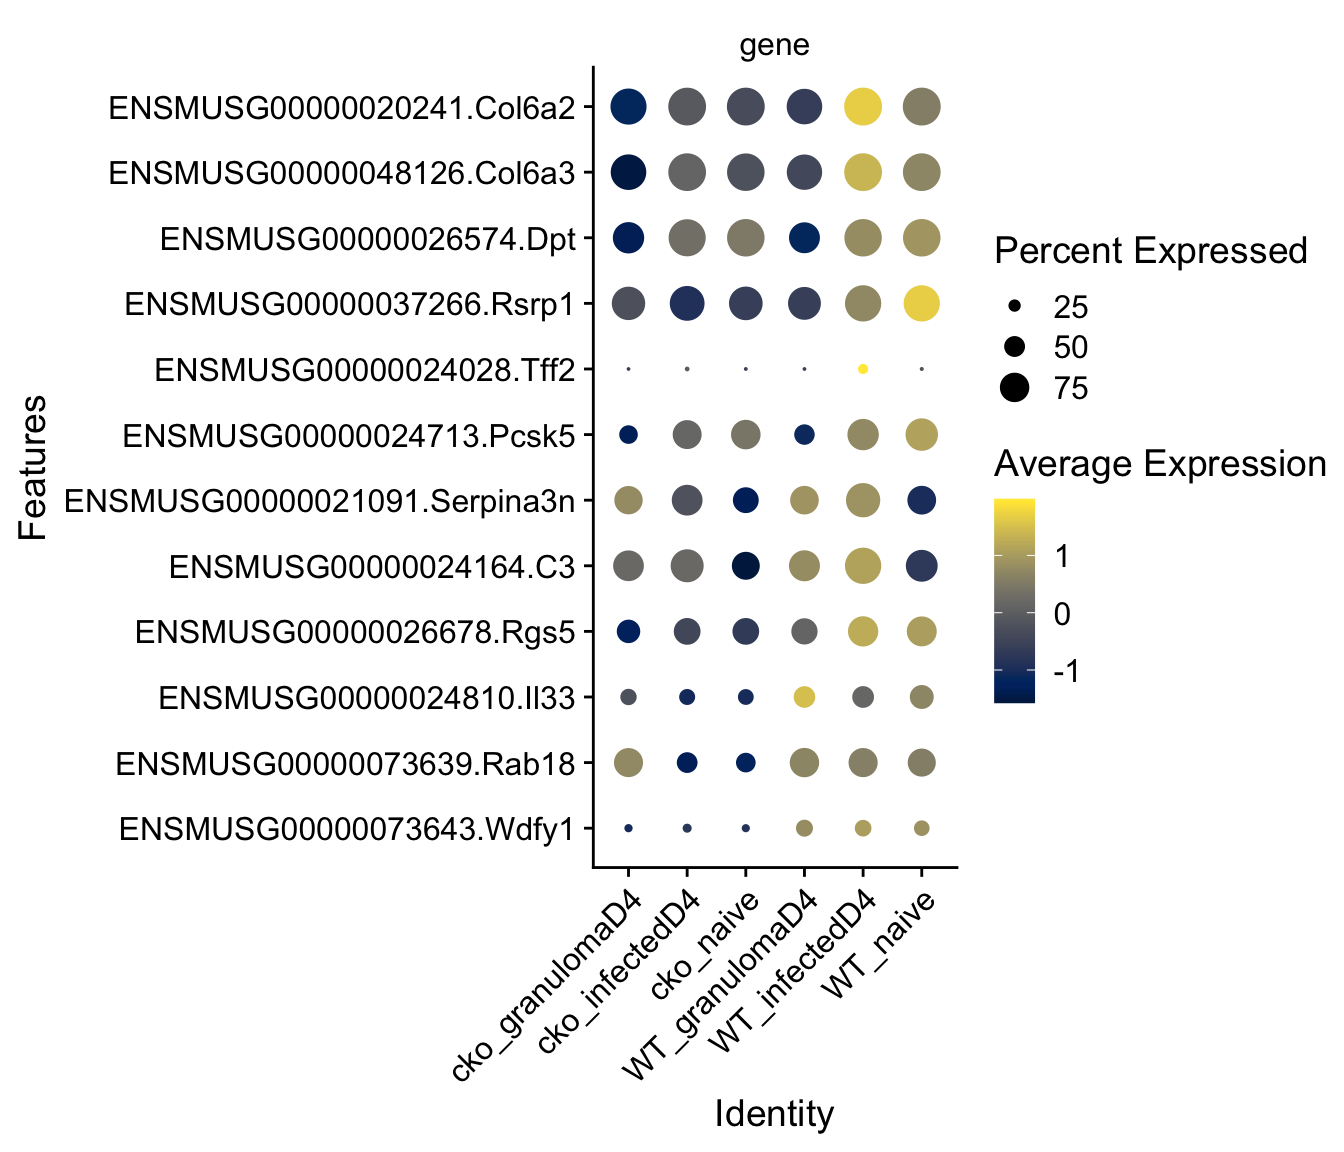 gene
ENSMUSG00000020241.Col6a2
ENSMUSG00000048126.Col6a3
ENSMUSG00000026574.Dpt
ENSMUSG00000037266.Rsrp1
ENSMUSG00000024028.Tff2
ENSMUSG00000024713.Pcsk5
ENSMUSG00000021091.Serpina3n
ENSMUSG00000024164.C3
ENSMUSG00000026678.Rgs5
ENSMUSG00000024810.Il33
ENSMUSG00000073639.Rab18
ENSMUSG00000073643.Wdfy1
Features
cko_granulomaD4
cko_infectedD4
cko_naive
WT_granulomaD4
WT_infectedD4
WT_naive
Identity
Percent Expressed
25
50
75
Average Expression
1
0
-1